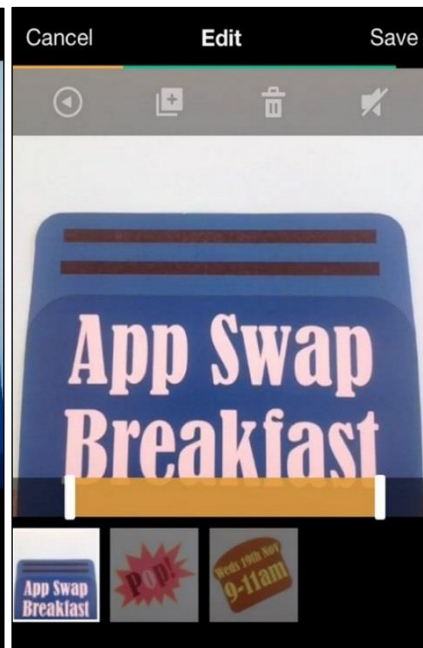 Cancel Edit Save
App Swap
Breakfast
App Swap
Breakfast
Pop!
Weds 19th Nov
9-11am